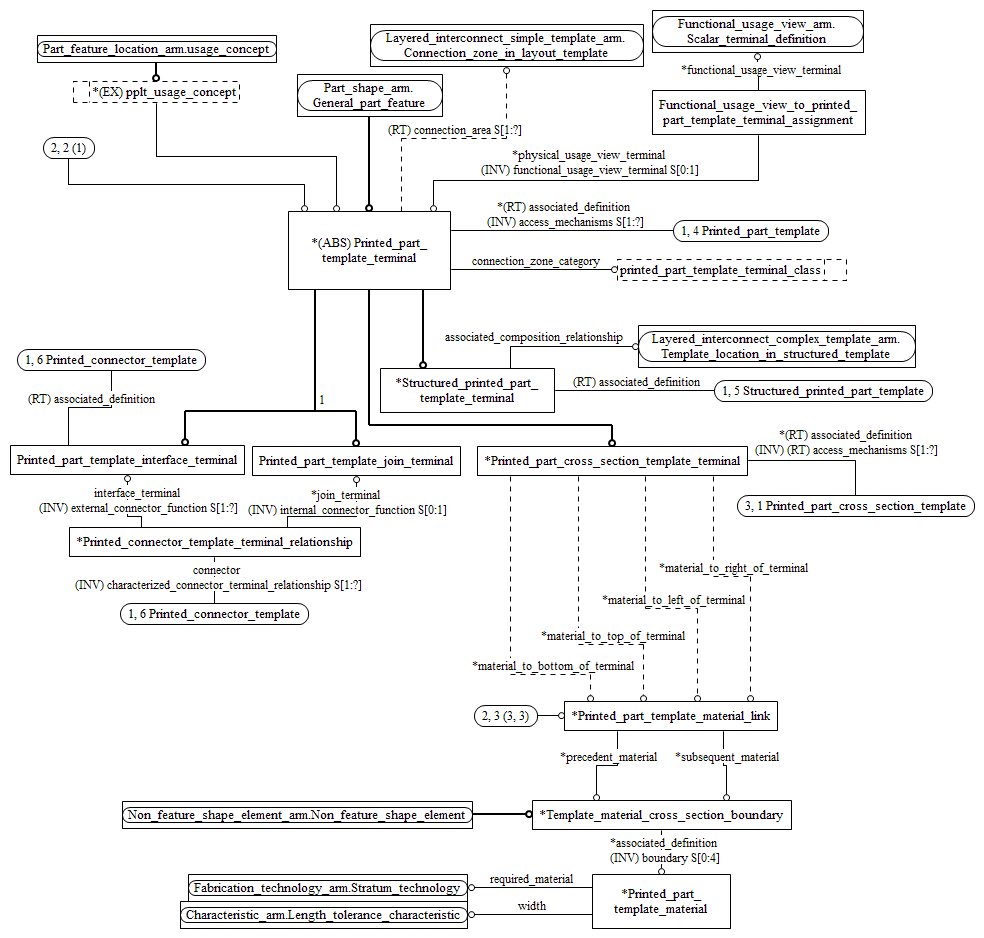 Part_feature_location_arm.usage_concept
Layered_interconnect_simple_template_arm.
Connection_zone_in_layout_template
Functional_usage_view_arm.
Scalar_terminal_definition
*functional_usage_view_terminal
*(EX) pplt_usage_concept
Part_shape_arm.
General_part_feature
Functional_usage_view_to_printed_
part_template_terminal_assignment
(RT) connection_area S[1:?]
2, 2 (1)
*physical_usage_view_terminal
(INV) functional_usage_view_terminal S[0:1]
*(RT) associated_definition
(INV) access_mechanisms S[1:?]
1, 4 Printed_part_template
*(ABS) Printed_part_
template_terminal
connection_zone_category
printed_part_template_terminal_class
associated_composition_relationship
Layered_interconnect_complex_template_arm.
Template_location_in_structured_template
1, 6 Printed_connector_template
*Structured_printed_part_
template_terminal
(RT) associated_definition
1, 5 Structured_printed_part_template
(RT) associated_definition
1
*(RT) associated_definition
(INV) (RT) access_mechanisms S[1:?]
Printed_part_template_interface_terminal
Printed_part_template_join_terminal
*Printed_part_cross_section_template_terminal
interface_terminal
(INV) external_connector_function S[1:?]
*join_terminal
(INV) internal_connector_function S[0:1]
3, 1 Printed_part_cross_section_template
*Printed_connector_template_terminal_relationship
connector
(INV) characterized_connector_terminal_relationship S[1:?]
*material_to_right_of_terminal
*material_to_left_of_terminal
1, 6 Printed_connector_template
*material_to_top_of_terminal
*material_to_bottom_of_terminal
2, 3 (3, 3)
*Printed_part_template_material_link
*precedent_material
*subsequent_material
Non_feature_shape_element_arm.Non_feature_shape_element
*Template_material_cross_section_boundary
*associated_definition
(INV) boundary S[0:4]
Fabrication_technology_arm.Stratum_technology
required_material
*Printed_part_
template_material
Characteristic_arm.Length_tolerance_characteristic
width